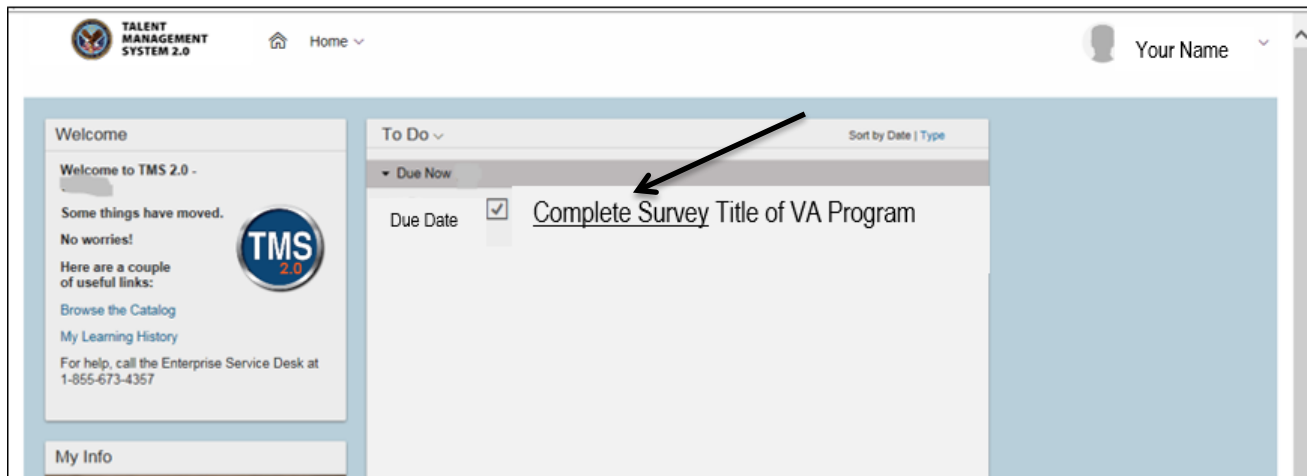 TALENT
MANAGEMENT
SYSTEM 2.0
Home
Your Name
Welcome
Welcome to TMS 2.0 -
Some things have moved.
No worries!
Here are a couple
of useful links:
TMS
2.0
Browse the Catalog
My Learning History
For help, call the Enterprise Service Desk at
1-855-673-4357
My Info
To Do
Sort by Date | Type
Due Now
Due Date Complete Survey Title of VA Program